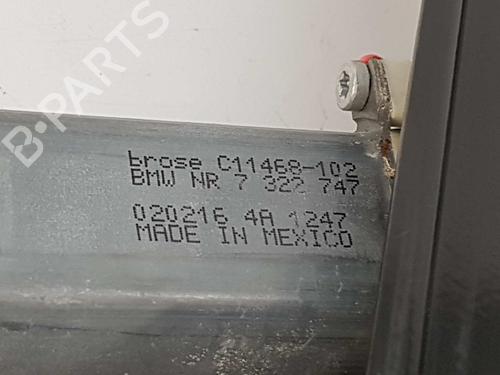 B-PARTS
brose C11468-102
BMW NR 7 322 747
020216 4A 1247
MADE IN MEXICO